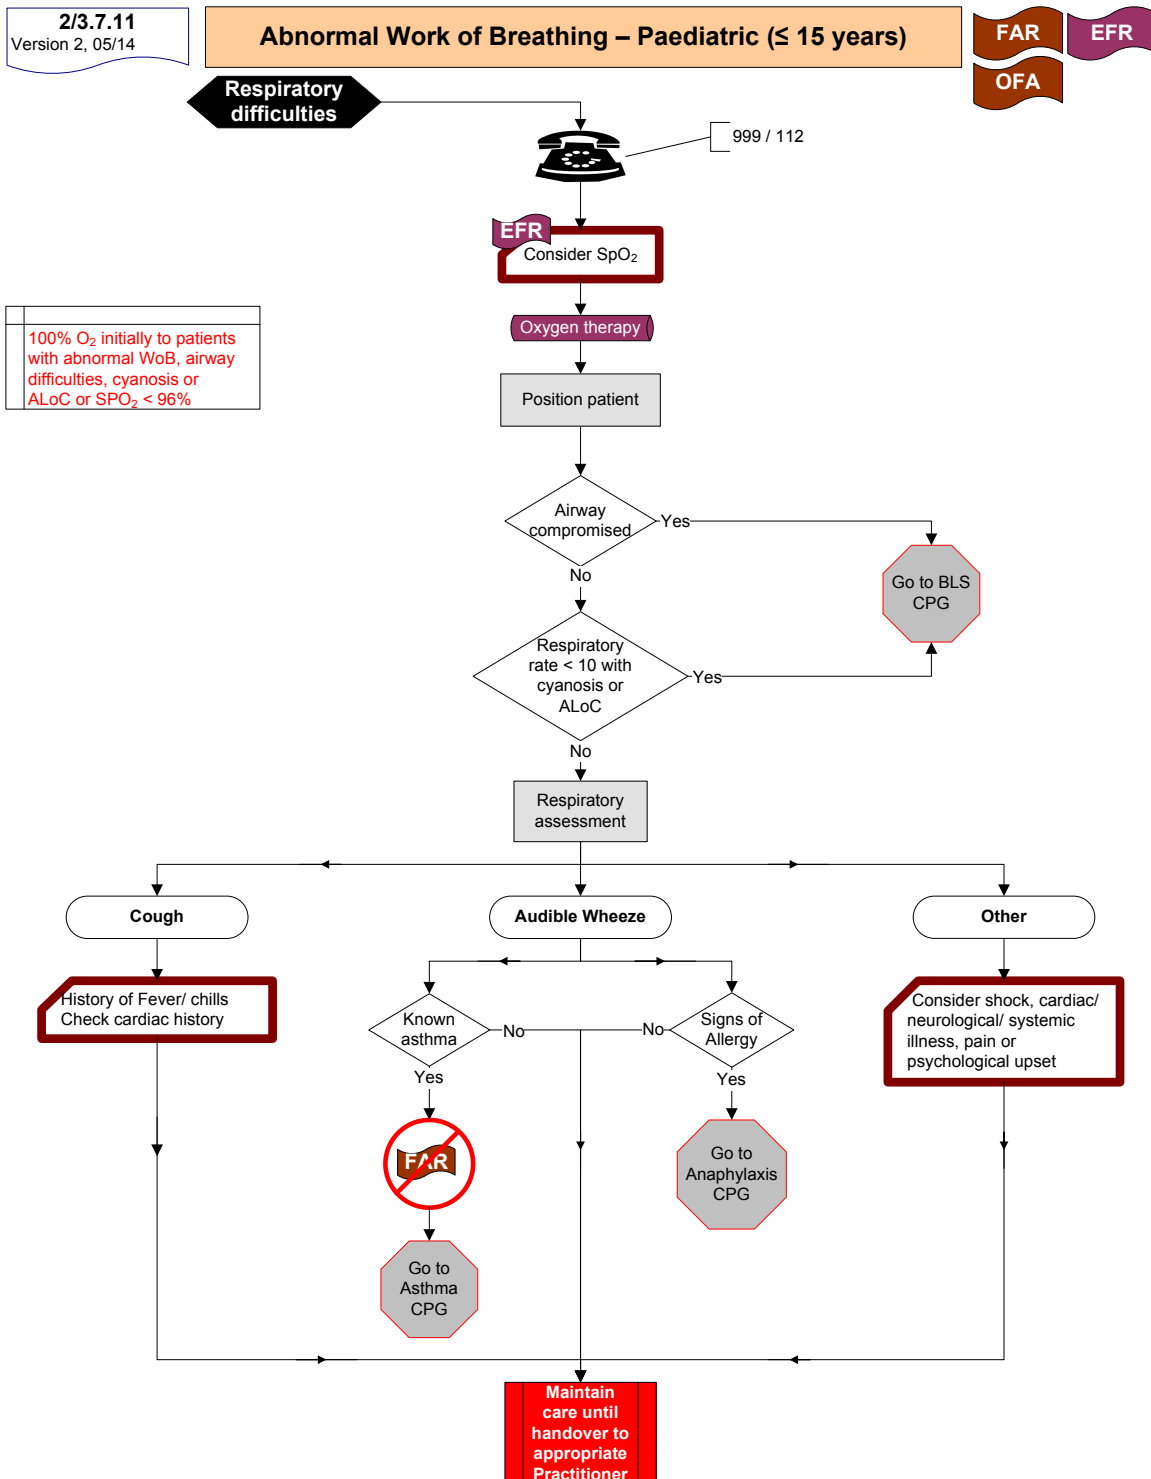 2/3.7.11
Version 2, 05/14
Abnormal Work of Breathing – Paediatric (≤ 15 years)
FAR
EFR
OFA
Respiratory
difficulties
999 / 112
EFR
Consider SpO₂
Oxygen therapy
100% O₂ initially to patients
with abnormal WoB, airway
difficulties, cyanosis or
ALoC or SPO₂ < 96%
Position patient
Airway
compromised
Yes
No
Go to BLS
CPG
Respiratory
rate < 10 with
cyanosis or
ALoC
Yes
No
Respiratory
assessment
Cough
Audible Wheeze
Other
History of Fever/ chills
Check cardiac history
Known
asthma
No
No
Signs of
Allergy
Consider shock, cardiac/
neurological/ systemic
illness, pain or
psychological upset
Yes
Yes
FAR
Go to
Anaphylaxis
CPG
Go to
Asthma
CPG
Maintain
care until
handover to
appropriate
Practitioner